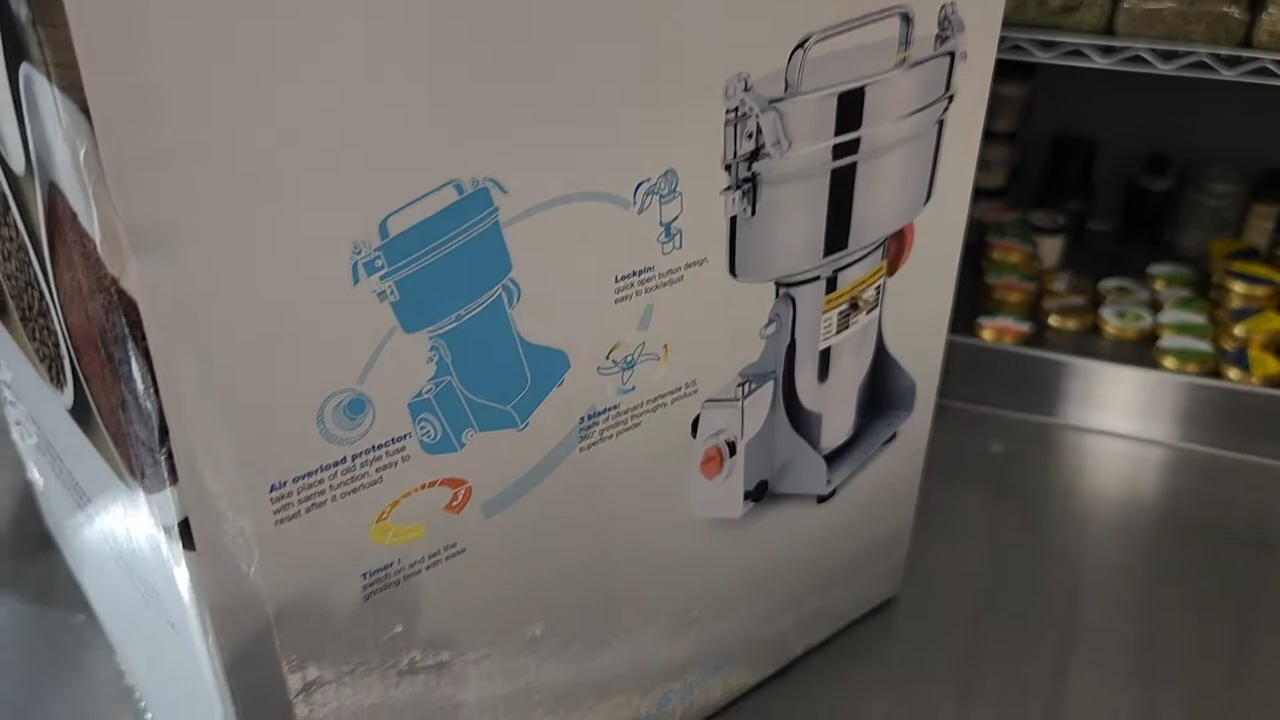 Lockpin:
quick open button design,
easy to lock/adjust
3 blades:
made of ultrahard martensite S/S,
360° grinding thoroughly, produce
superfine powder
Air overload protector:
take place of old style fuse
with same function, easy to
reset after it overload
3
Timer :
switch on and set the
grinding time with ease